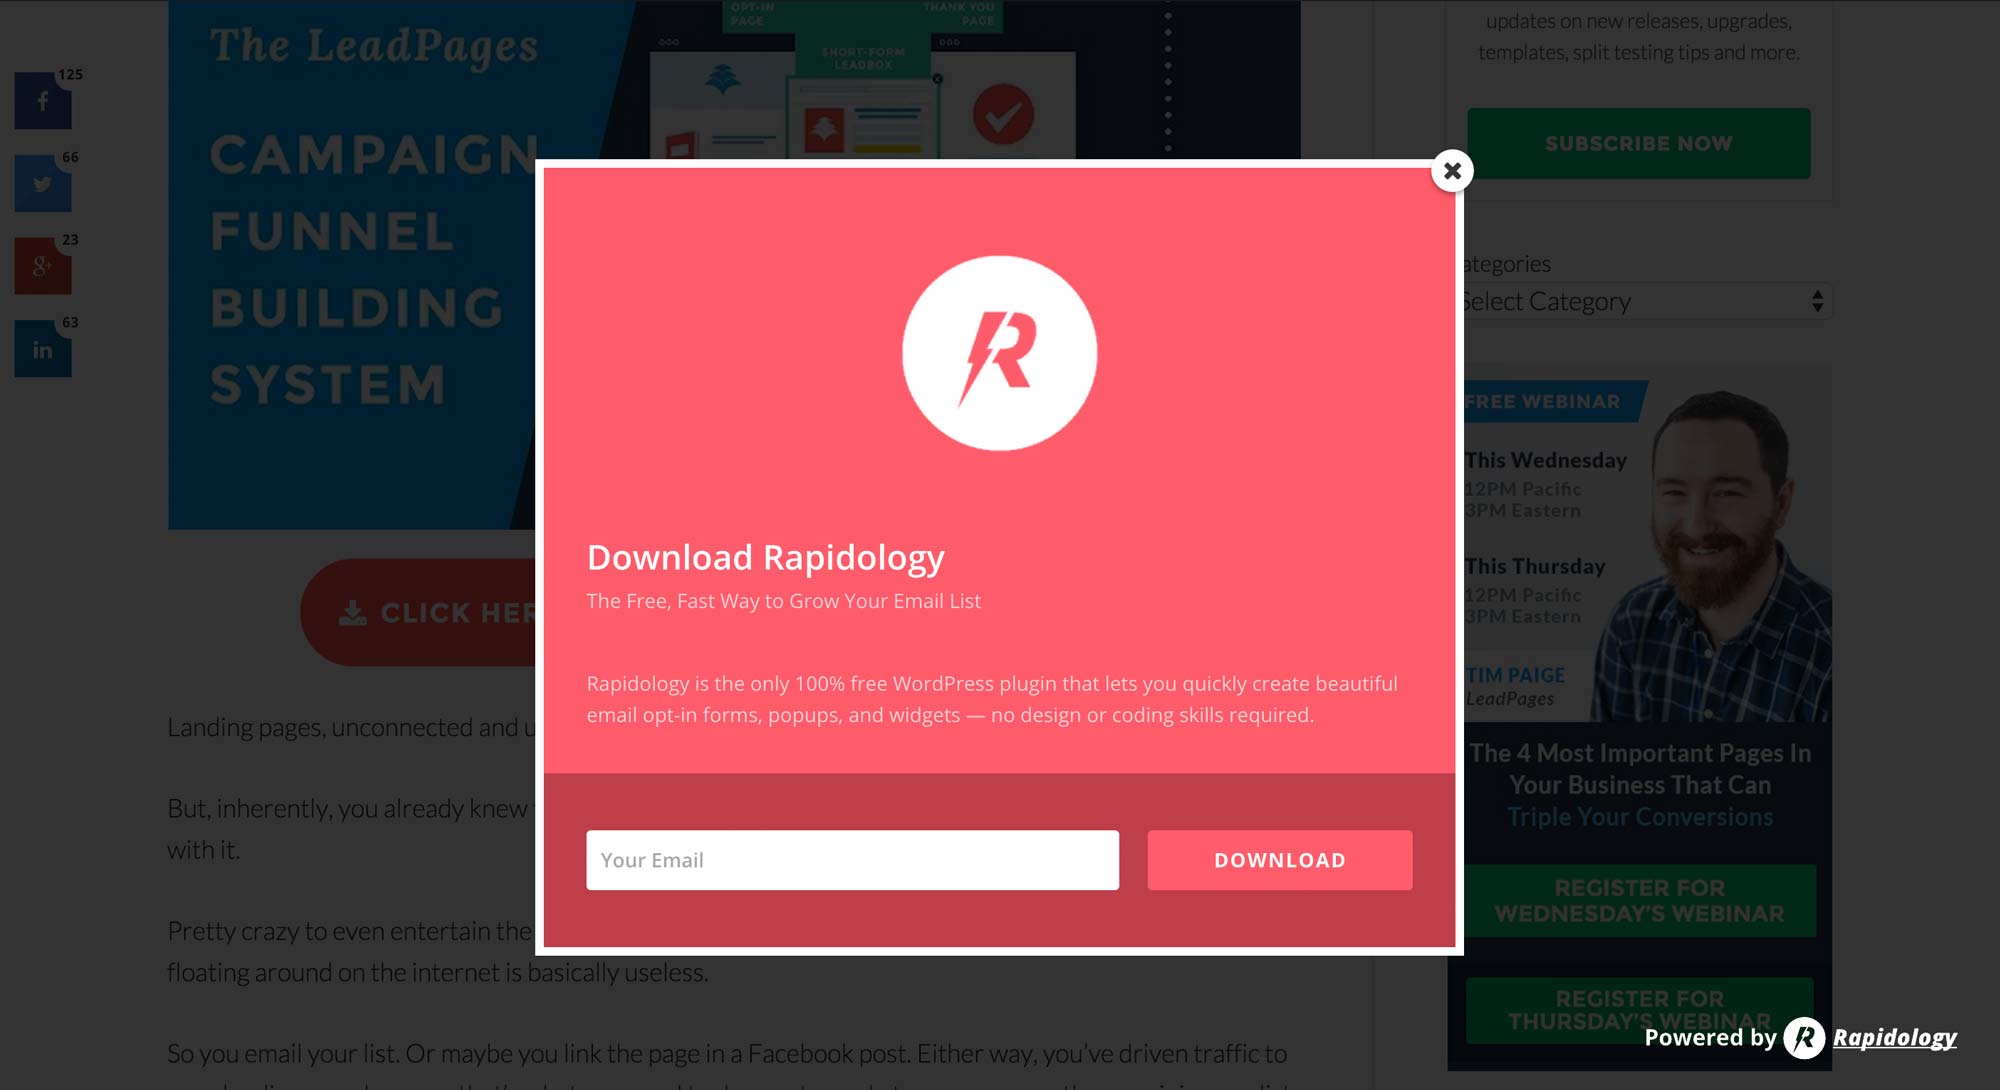 125
66
23
63
The LeadPages
CAMPAIGN
FUNNEL
BUILDING
SYSTEM
OPT-IN
PAGE
THANK YOU
PAGE
SHORT-FORM
LEADBOX
CLICK HER
Landing pages, unconnected and u
But, inherently, you already knew
with it.
Pretty crazy to even entertain the
floating around on the internet is basically useless.
So you email your list. Or maybe you link the page in a Facebook post. Either way, you've driven traffic to
Download Rapidology
The Free, Fast Way to Grow Your Email List
Rapidology is the only 100% free WordPress plugin that lets you quickly create beautiful
email opt-in forms, popups, and widgets — no design or coding skills required.
Your Email
DOWNLOAD
updates on new releases, upgrades,
templates, split testing tips and more.
SUBSCRIBE NOW
ategories
Select Category
FREE WEBINAR
This Wednesday
12PM Pacific
3PM Eastern
This Thursday
12PM Pacific
3PM Eastern
TIM PAIGE
LeadPages
The 4 Most Important Pages In
Your Business That Can
Triple Your Conversions
REGISTER FOR
WEDNESDAY'S WEBINAR
REGISTER FOR
THURSDAY'S WEBINAR
Powered by R Rapidology